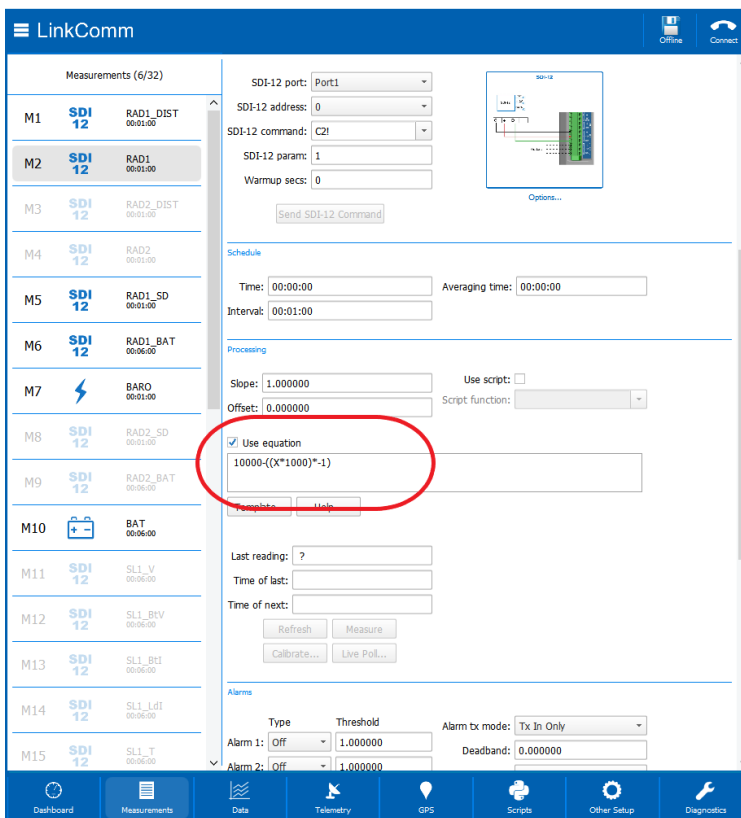 LinkComm
Offline
Connect
Measurements (6/32)
M1 SDI 12 RAD1_DIST 00:01:00
M2 SDI 12 RAD1 00:01:00
M3 SDI 12 RAD2_DIST 00:01:00
M4 SDI 12 RAD2 00:01:00
M5 SDI 12 RAD1_SD 00:01:00
M6 SDI 12 RAD1_BAT 00:06:00
M7 BARO 00:01:00
M8 SDI 12 RAD2_SD 00:01:00
M9 SDI 12 RAD2_BAT 00:06:00
M10 BAT 00:06:00
M11 SDI 12 SL1_V 00:06:00
M12 SDI 12 SL1_BtV 00:06:00
M13 SDI 12 SL1_BtI 00:06:00
M14 SDI 12 SL1_LdI 00:06:00
M15 SDI 12 SL1_T 00:06:00
SDI-12 port: Port1
SDI-12 address: 0
SDI-12 command: C2!
SDI-12 param: 1
Warmup secs: 0
Send SDI-12 Command
SDI-12
Options...
Schedule
Time: 00:00:00 Averaging time: 00:00:00
Interval: 00:01:00
Processing
Slope: 1.000000 Use script:
Offset: 0.000000 Script function:
Use equation
10000-((X*1000)*-1)
Template... Help...
Last reading: ?
Time of last:
Time of next:
Refresh Measure
Calibrate... Live Poll...
Alarms
Type Threshold Alarm tx mode: Tx In Only
Alarm 1: Off 1.000000 Deadband: 0.000000
Alarm 2: Off 1.000000
Dashboard
Measurements
Data
Telemetry
GPS
Scripts
Other Setup
Diagnostics